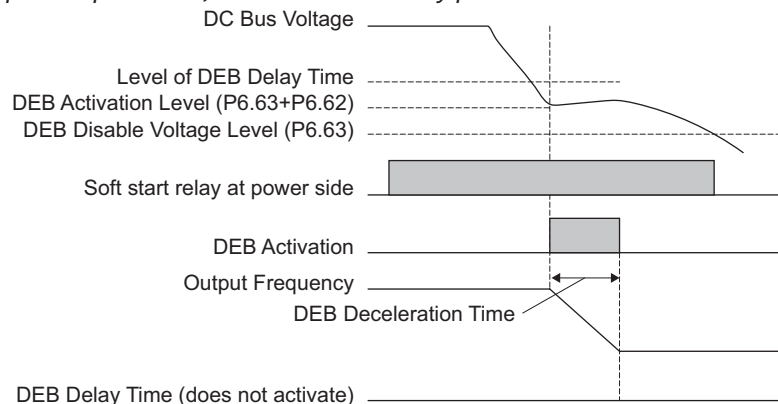 DC Bus Voltage
Level of DEB Delay Time
DEB Activation Level (P6.63+P6.62)
DEB Disable Voltage Level (P6.63)
Soft start relay at power side
DEB Activation
Output Frequency
DEB Deceleration Time
DEB Delay Time (does not activate)